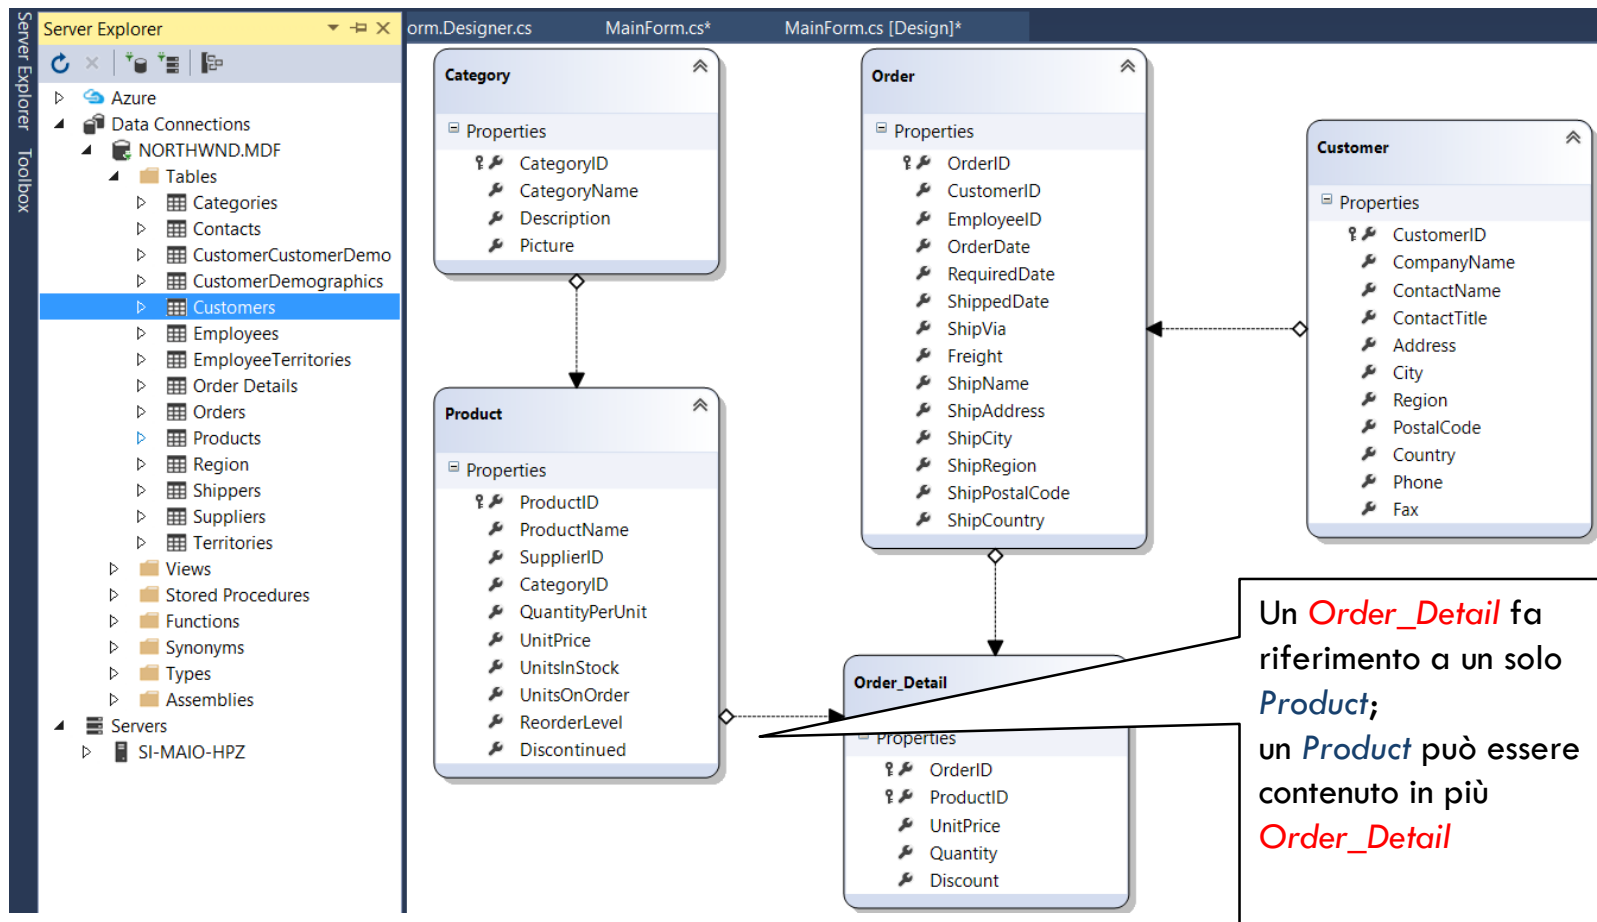 Server Explorer
Toolbox
Server Explorer
Azure
Data Connections
NORTHWND.MDF
Tables
Categories
Contacts
CustomerCustomerDemo
CustomerDemographics
Customers
Employees
EmployeeTerritories
Order Details
Orders
Products
Region
Shippers
Suppliers
Territories
Views
Stored Procedures
Functions
Synonyms
Types
Assemblies
Servers
SI-MAIO-HPZ
orm.Designer.cs
MainForm.cs*
MainForm.cs [Design]*
Category
Properties
CategoryID
CategoryName
Description
Picture
Product
Properties
ProductID
ProductName
SupplierID
CategoryID
QuantityPerUnit
UnitPrice
UnitsInStock
UnitsOnOrder
ReorderLevel
Discontinued
Order
Properties
OrderID
CustomerID
EmployeeID
OrderDate
RequiredDate
ShippedDate
ShipVia
Freight
ShipName
ShipAddress
ShipCity
ShipRegion
ShipPostalCode
ShipCountry
Order_Detail
Properties
OrderID
ProductID
UnitPrice
Quantity
Discount
Customer
Properties
CustomerID
CompanyName
ContactName
ContactTitle
Address
City
Region
PostalCode
Country
Phone
Fax
Un Order_Detail fa
riferimento a un solo
Product;
un Product può essere
contenuto in più
Order_Detail